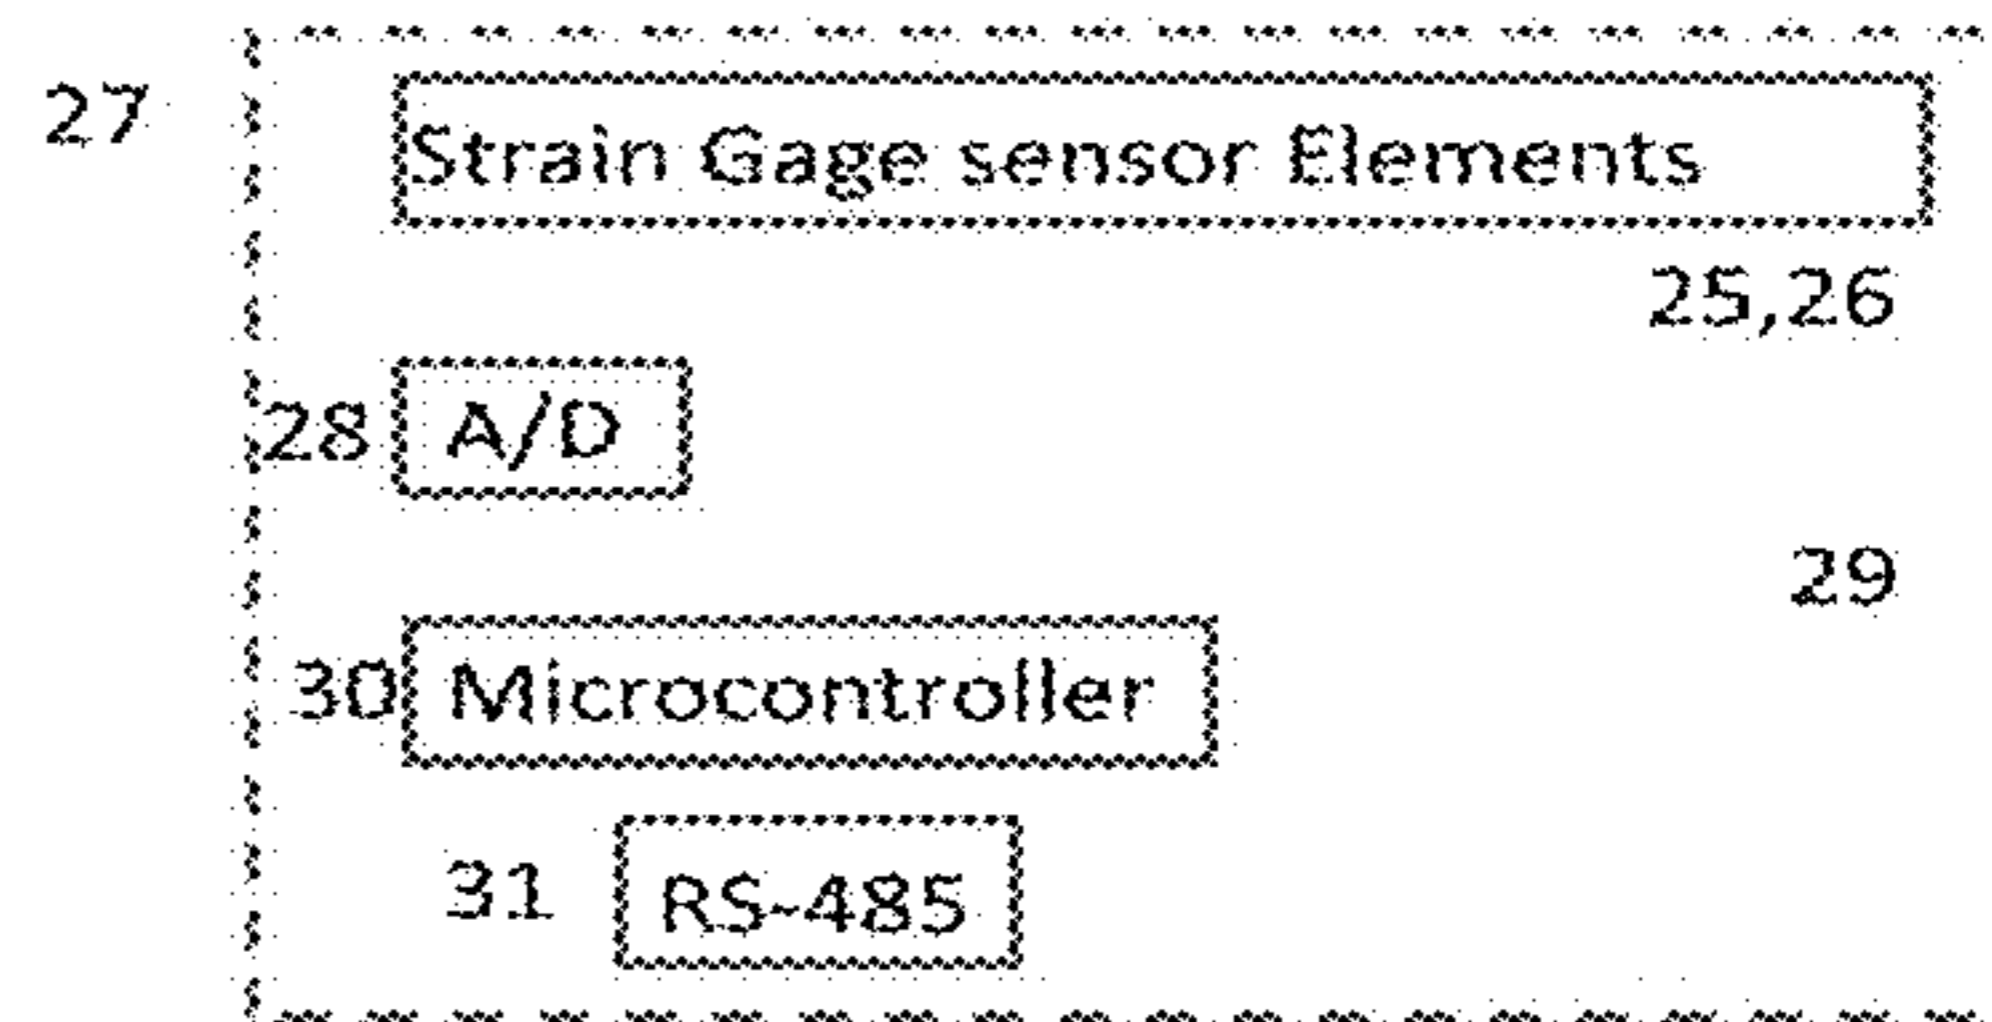 27
Strain Gage sensor Elements
25,26
28 A/D
29
30 Microcontroller
31 RS-485